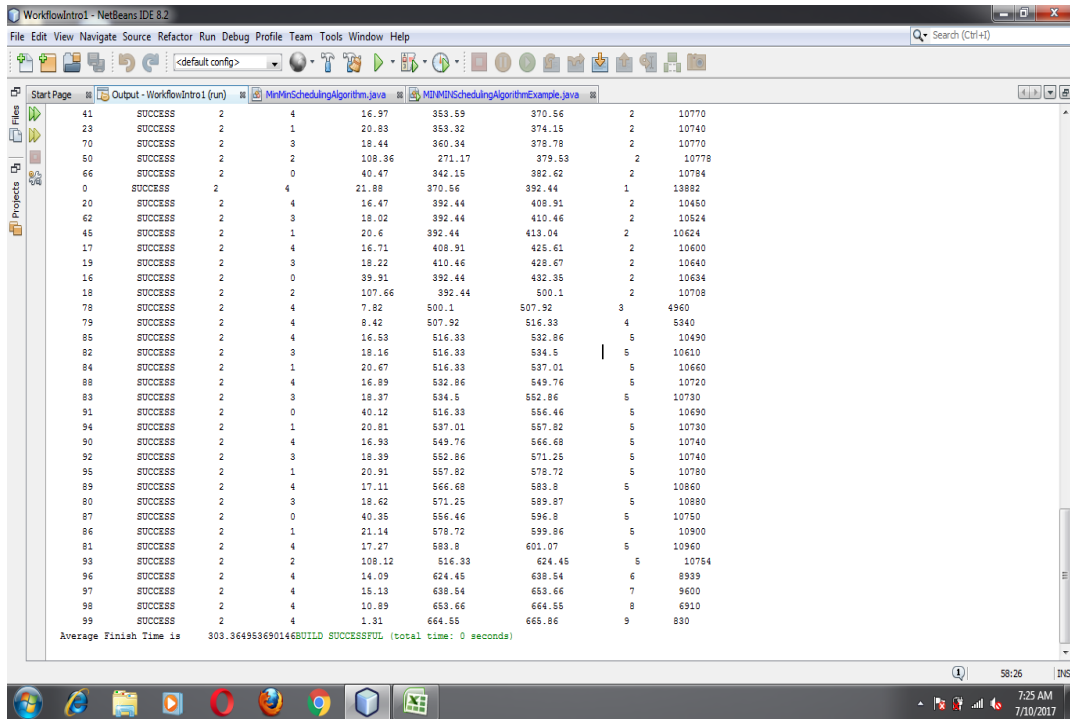 WorkflowIntro1 - NetBeans IDE 8.2
File Edit View Navigate Source Refactor Run Debug Profile Team Tools Window Help
Search (Ctrl+I)
<default config>
Start Page Output - WorkflowIntro1 (run) MinMinSchedulingAlgorithm.java MINMINSchedulingAlgorithmExample.java
Files
Projects
41 SUCCESS 2 4 16.97 353.59 370.56 2 10770
23 SUCCESS 2 1 20.83 353.32 374.15 2 10740
70 SUCCESS 2 3 18.44 360.34 378.78 2 10770
50 SUCCESS 2 2 108.36 271.17 379.53 2 10778
66 SUCCESS 2 0 40.47 342.15 382.62 2 10784
0 SUCCESS 2 4 21.88 370.56 392.44 1 13882
20 SUCCESS 2 4 16.47 392.44 408.91 2 10450
62 SUCCESS 2 3 18.02 392.44 410.46 2 10524
45 SUCCESS 2 1 20.6 392.44 413.04 2 10624
17 SUCCESS 2 4 16.71 408.91 425.61 2 10600
19 SUCCESS 2 3 18.22 410.46 428.67 2 10640
16 SUCCESS 2 0 39.91 392.44 432.35 2 10634
18 SUCCESS 2 2 107.66 392.44 500.1 2 10708
78 SUCCESS 2 4 7.82 500.1 507.92 3 4960
79 SUCCESS 2 4 8.42 507.92 516.33 4 5340
85 SUCCESS 2 4 16.53 516.33 532.86 5 10490
82 SUCCESS 2 3 18.16 516.33 534.5 5 10610
84 SUCCESS 2 1 20.67 516.33 537.01 5 10660
88 SUCCESS 2 4 16.89 532.86 549.76 5 10720
83 SUCCESS 2 3 18.37 534.5 552.86 5 10730
91 SUCCESS 2 0 40.12 516.33 556.46 5 10690
94 SUCCESS 2 1 20.81 537.01 557.82 5 10730
90 SUCCESS 2 4 16.93 549.76 566.68 5 10740
92 SUCCESS 2 3 18.39 552.86 571.25 5 10740
95 SUCCESS 2 1 20.91 557.82 578.72 5 10780
89 SUCCESS 2 4 17.11 566.68 583.8 5 10860
80 SUCCESS 2 3 18.62 571.25 589.87 5 10880
87 SUCCESS 2 0 40.35 556.46 596.8 5 10750
86 SUCCESS 2 1 21.14 578.72 599.86 5 10900
81 SUCCESS 2 4 17.27 583.8 601.07 5 10960
93 SUCCESS 2 2 108.12 516.33 624.45 5 10754
96 SUCCESS 2 4 14.09 624.45 638.54 6 8939
97 SUCCESS 2 4 15.13 638.54 653.66 7 9600
98 SUCCESS 2 4 10.89 653.66 664.55 8 6910
99 SUCCESS 2 4 1.31 664.55 665.86 9 830
Average Finish Time is 303.364953690146BUILD SUCCESSFUL (total time: 0 seconds)
1 58:26 INS
7:25 AM
7/10/2017